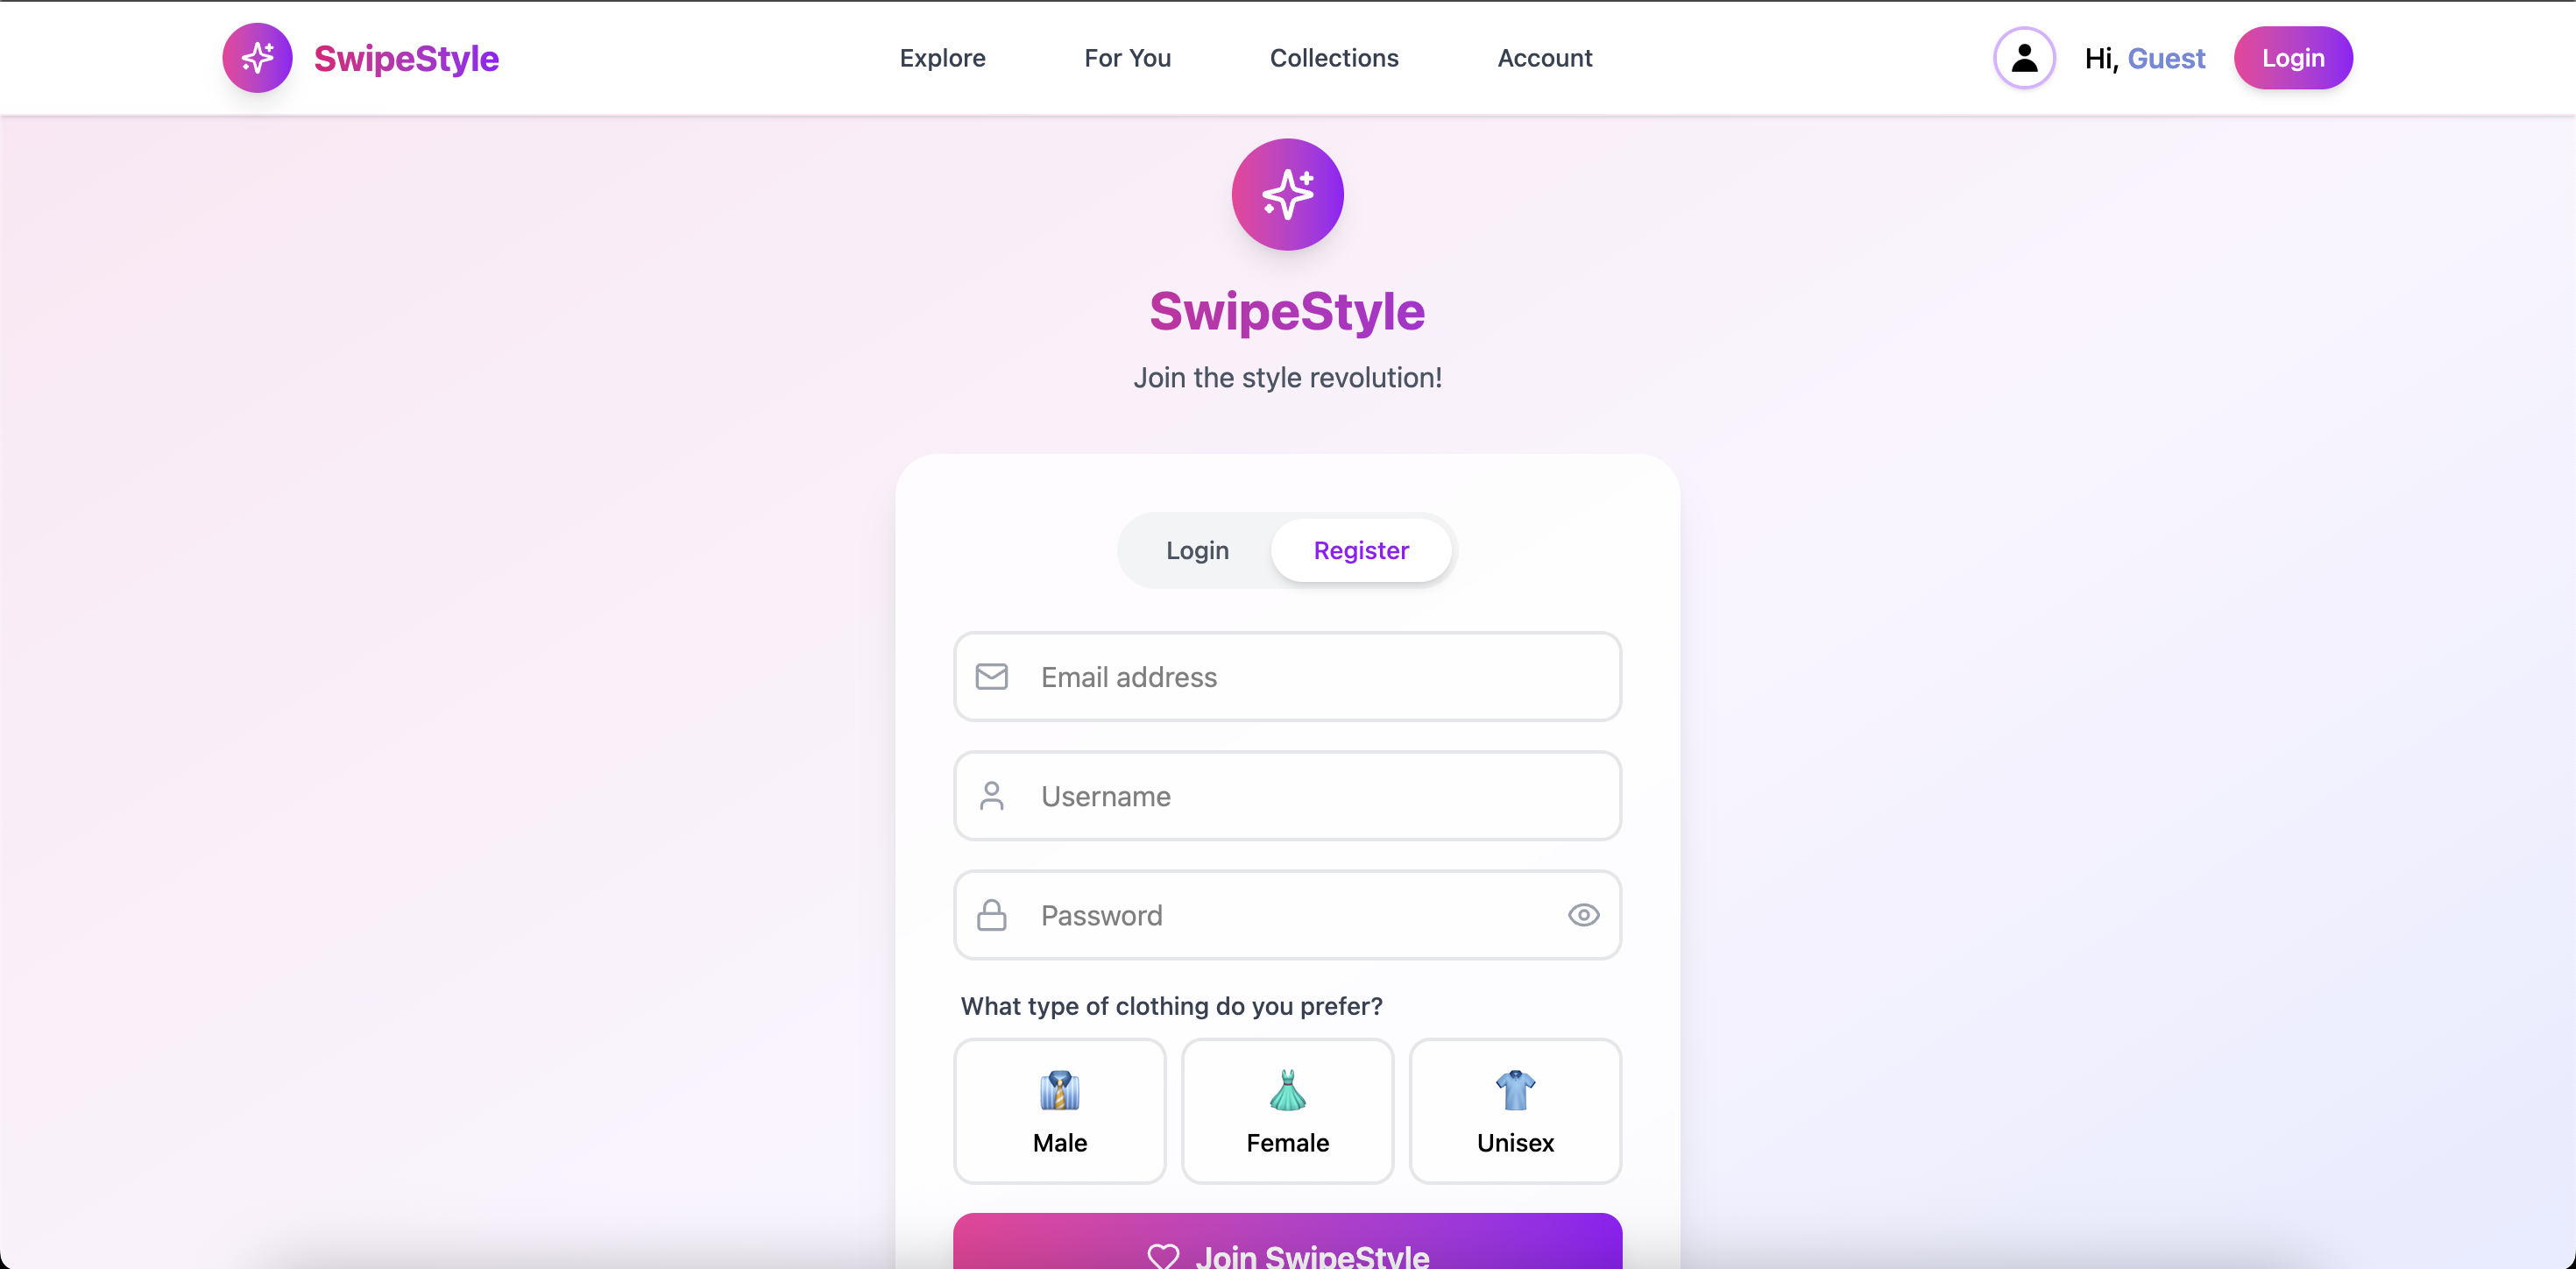 SwipeStyle
Explore
For You
Collections
Account
Hi, Guest
Login
SwipeStyle
Join the style revolution!
Login
Register
Email address
Username
Password
What type of clothing do you prefer?
Male
Female
Unisex
Join SwipeStyle